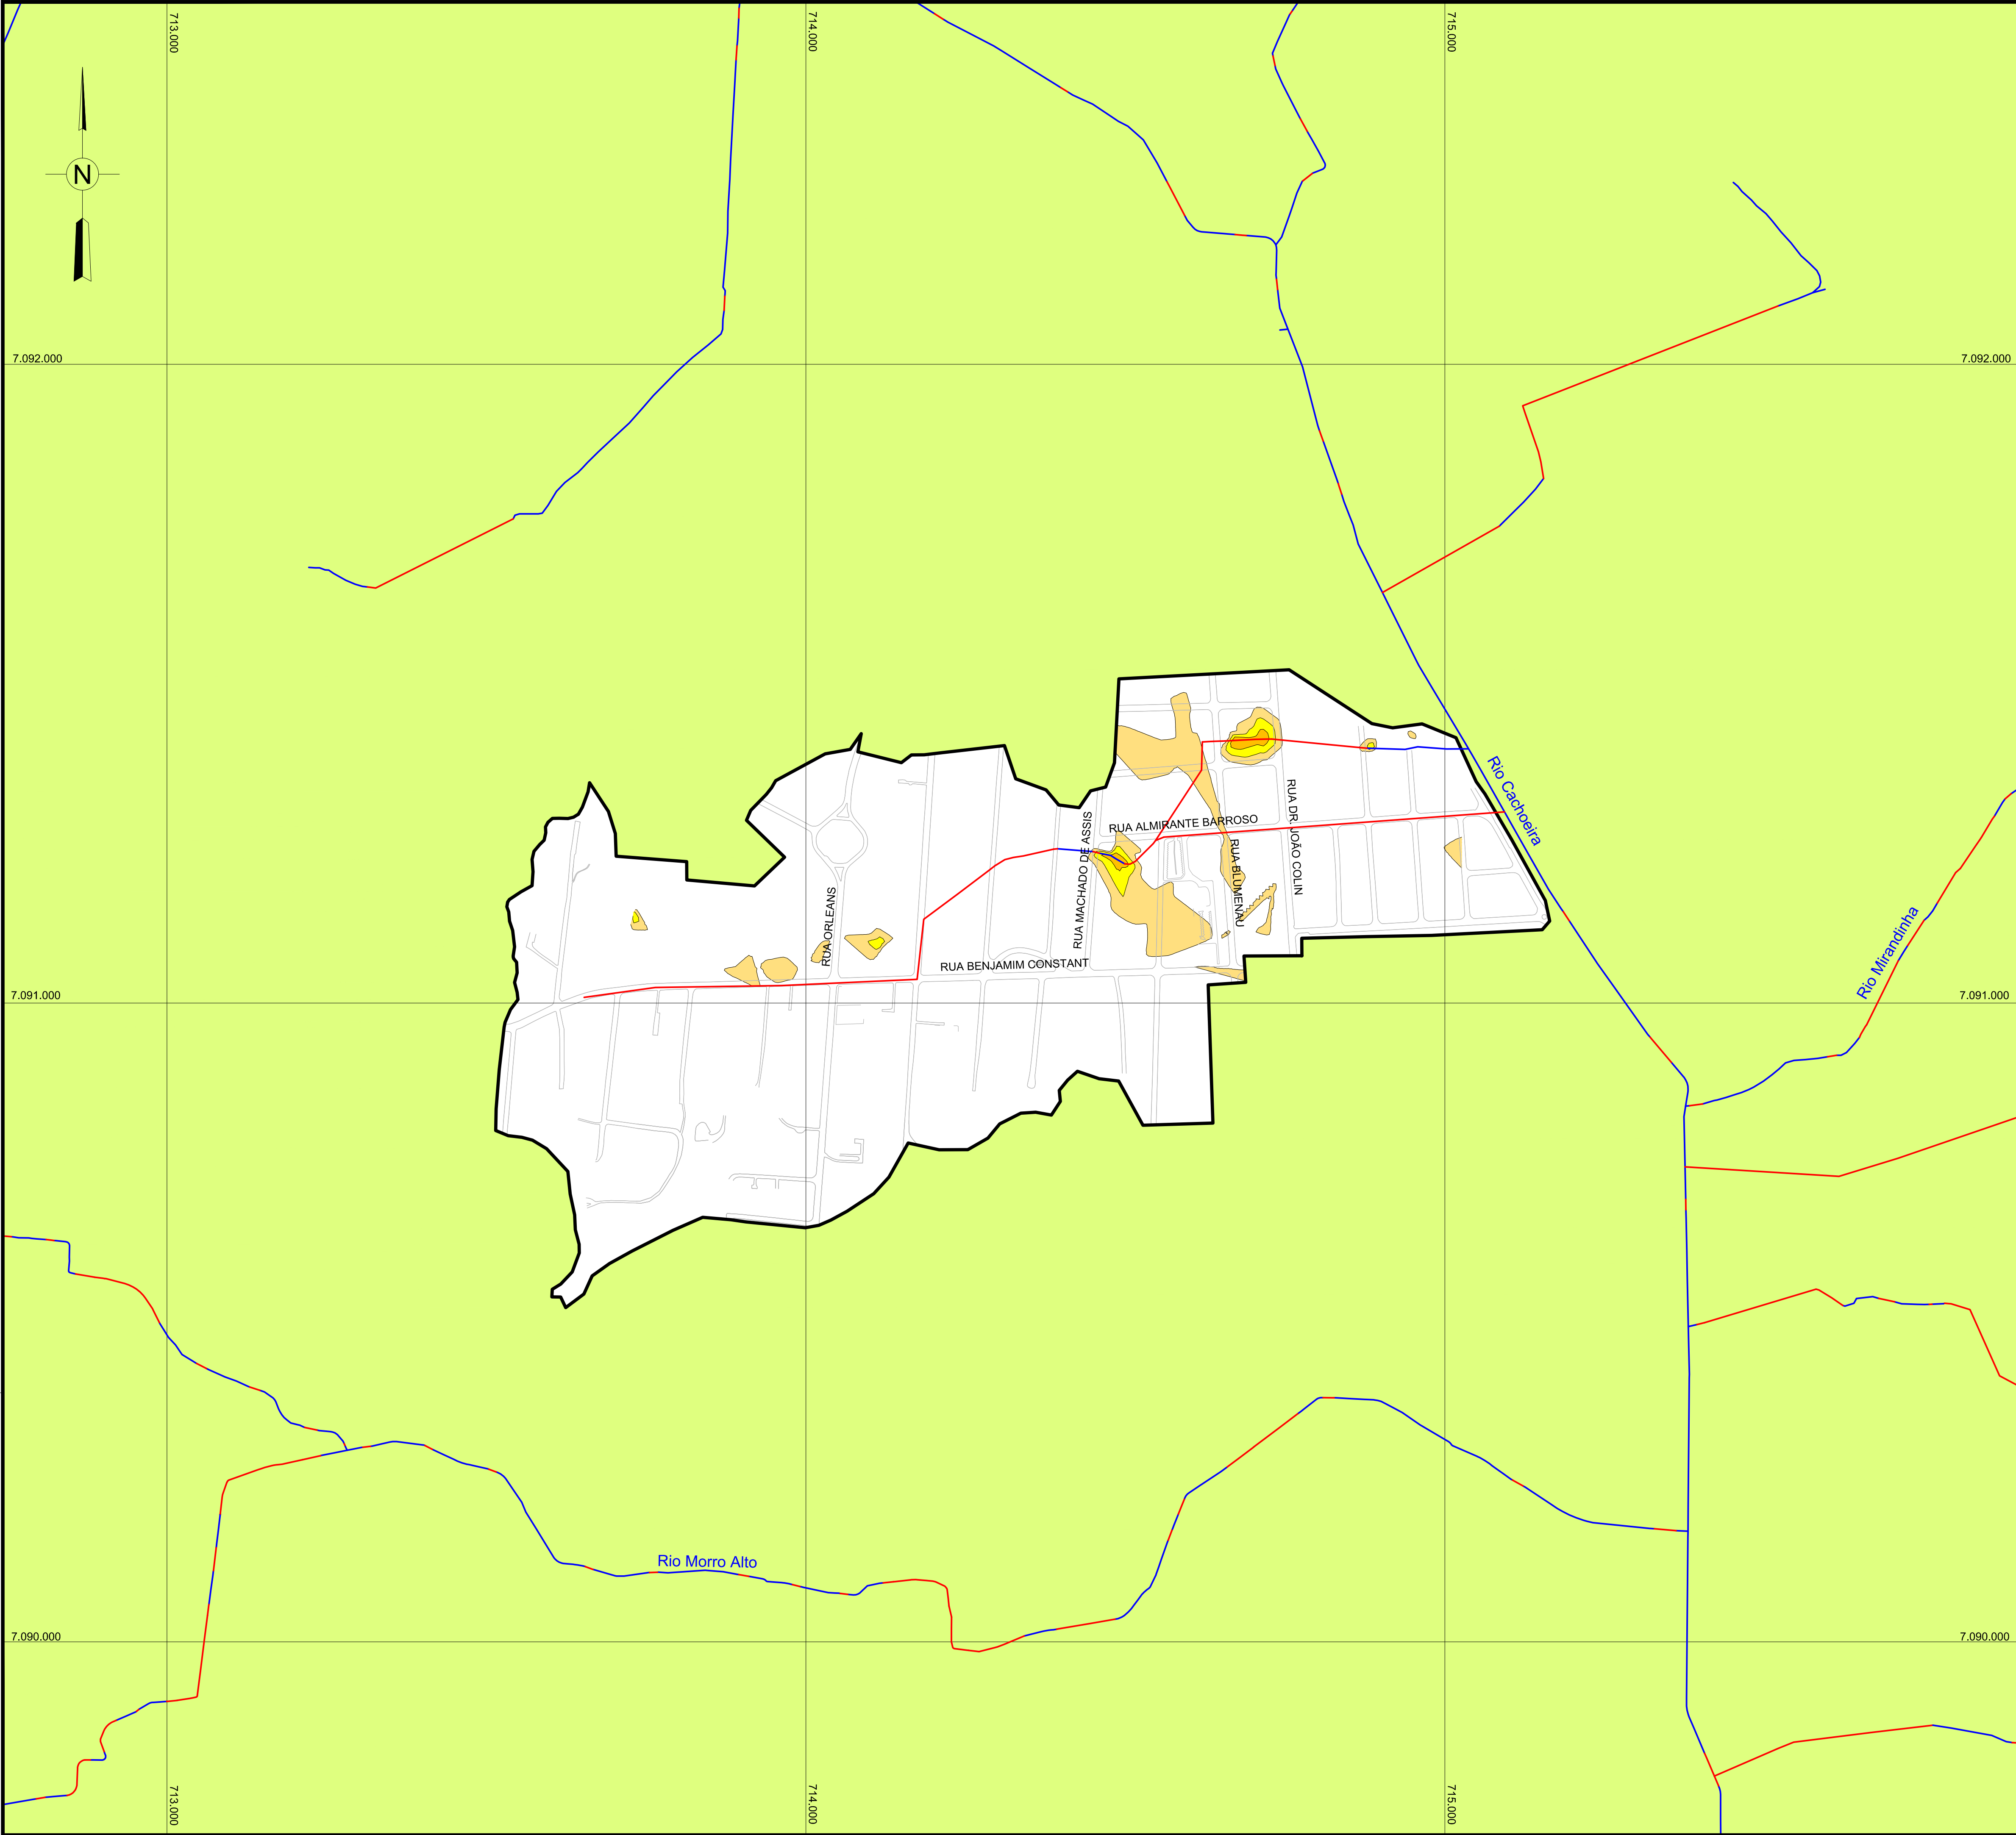 713.000
714.000
715.000
N
7.092.000
7.092.000
Rio Cachoeira
RUA DR. JOÃO COLIN
RUA ALMIRANTE BARROSO
RUA MACHADO DE ASSIS
RUA BLUMENAU
RUA ORLEANS
RUA BENJAMIM CONSTANT
Rio Mirandinha
7.091.000
7.091.000
Rio Morro Alto
7.090.000
7.090.000
713.000
714.000
715.000